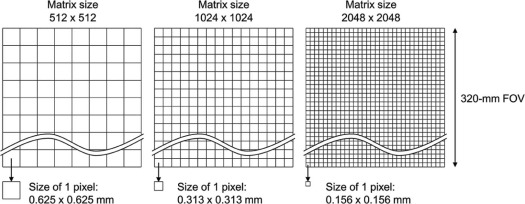 Matrix size
512 x 512
Matrix size
1024 x 1024
Matrix size
2048 x 2048
320-mm FOV
Size of 1 pixel:
0.625 x 0.625 mm
Size of 1 pixel:
0.313 x 0.313 mm
Size of 1 pixel:
0.156 x 0.156 mm